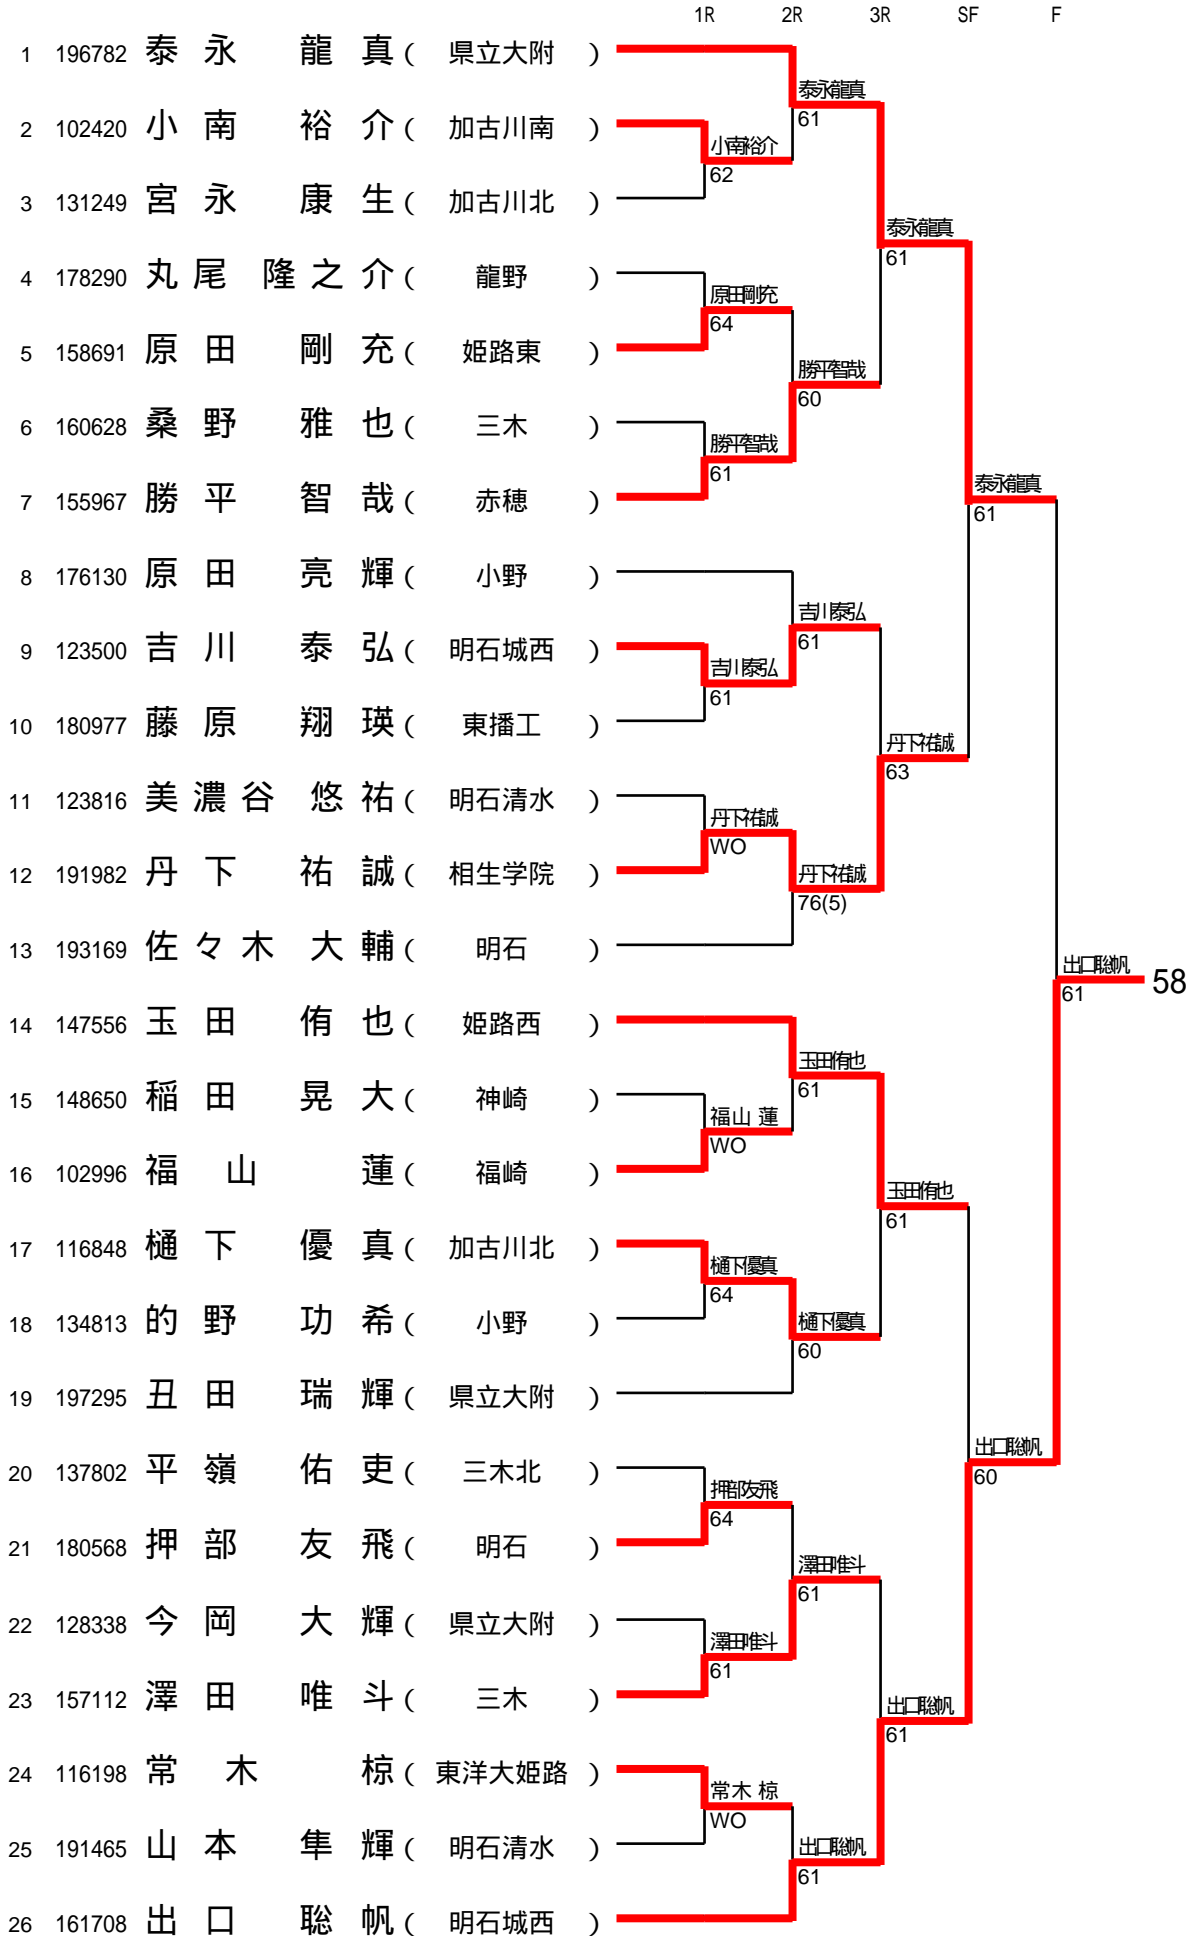 1R 2R 3R SF F
1 196782 泰永 龍真 ( 県立大附 )
泰永龍真
61
2 102420 小南 裕介 ( 加古川南 )
小南裕介
62
3 131249 宮永 康生 ( 加古川北 )
泰永龍真
61
4 178290 丸尾 隆之介 ( 龍野 )
原田剛充
64
5 158691 原田 剛充 ( 姫路東 )
勝平智哉
60
6 160628 桑野 雅也 ( 三木 )
勝平智哉
61
7 155967 勝平 智哉 ( 赤穂 )
泰永龍真
61
8 176130 原田 亮輝 ( 小野 )
吉川泰弘
61
9 123500 吉川 泰弘 ( 明石城西 )
吉川泰弘
61
10 180977 藤原 翔瑛 ( 東播工 )
丹下祐誠
63
11 123816 美濃谷 悠祐 ( 明石清水 )
丹下祐誠
WO
12 191982 丹下 祐誠 ( 相生学院 )
丹下祐誠
76(5)
13 193169 佐々木 大輔 ( 明石 )
出口聡帆
61
58
14 147556 玉田 侑也 ( 姫路西 )
玉田侑也
61
15 148650 稲田 晃大 ( 神崎 )
福山 蓮
WO
16 102996 福山 蓮 ( 福崎 )
玉田侑也
61
17 116848 樋下 優真 ( 加古川北 )
樋下優真
64
18 134813 的野 功希 ( 小野 )
樋下優真
60
19 197295 丑田 瑞輝 ( 県立大附 )
出口聡帆
60
20 137802 平嶺 佑吏 ( 三木北 )
押部友飛
64
21 180568 押部 友飛 ( 明石 )
澤田唯斗
61
22 128338 今岡 大輝 ( 県立大附 )
澤田唯斗
61
23 157112 澤田 唯斗 ( 三木 )
出口聡帆
61
24 116198 常木 椋 ( 東洋大姫路 )
常木 椋
WO
25 191465 山本 隼輝 ( 明石清水 )
出口聡帆
61
26 161708 出口 聡帆 ( 明石城西 )